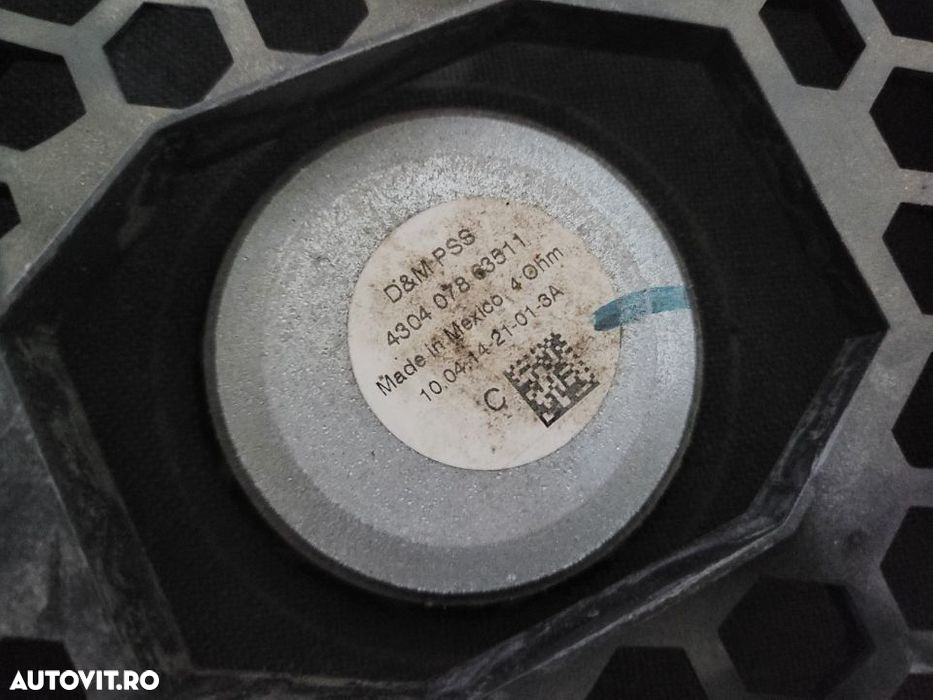 D&M PSS
4304 078 63511
Made in Mexico 4 Ohm
10.04.14-21-01-3A
C
AUTOVIT.RO